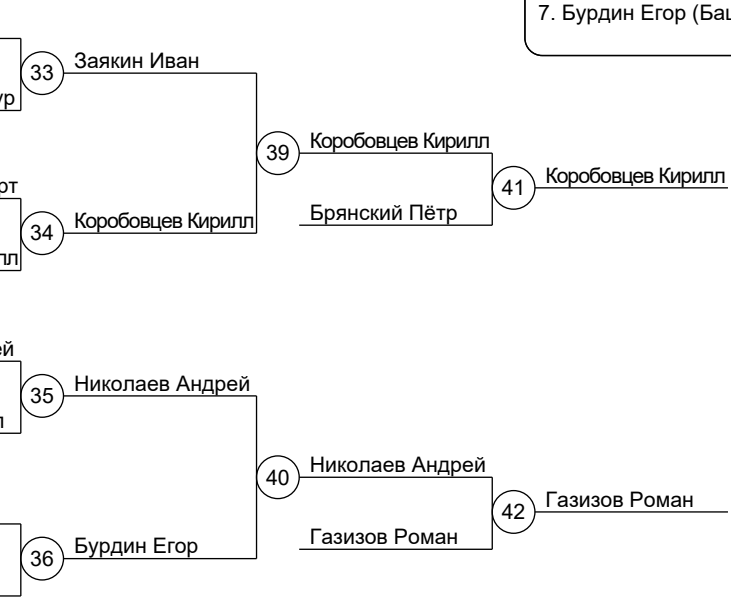 7. Бурдин Егор
33
Заякин Иван
39
Коробовцев Кирилл
41
Коробовцев Кирилл
Брянский Пётр
34
Коробовцев Кирилл
35
Николаев Андрей
40
Николаев Андрей
42
Газизов Роман
Газизов Роман
36
Бурдин Егор